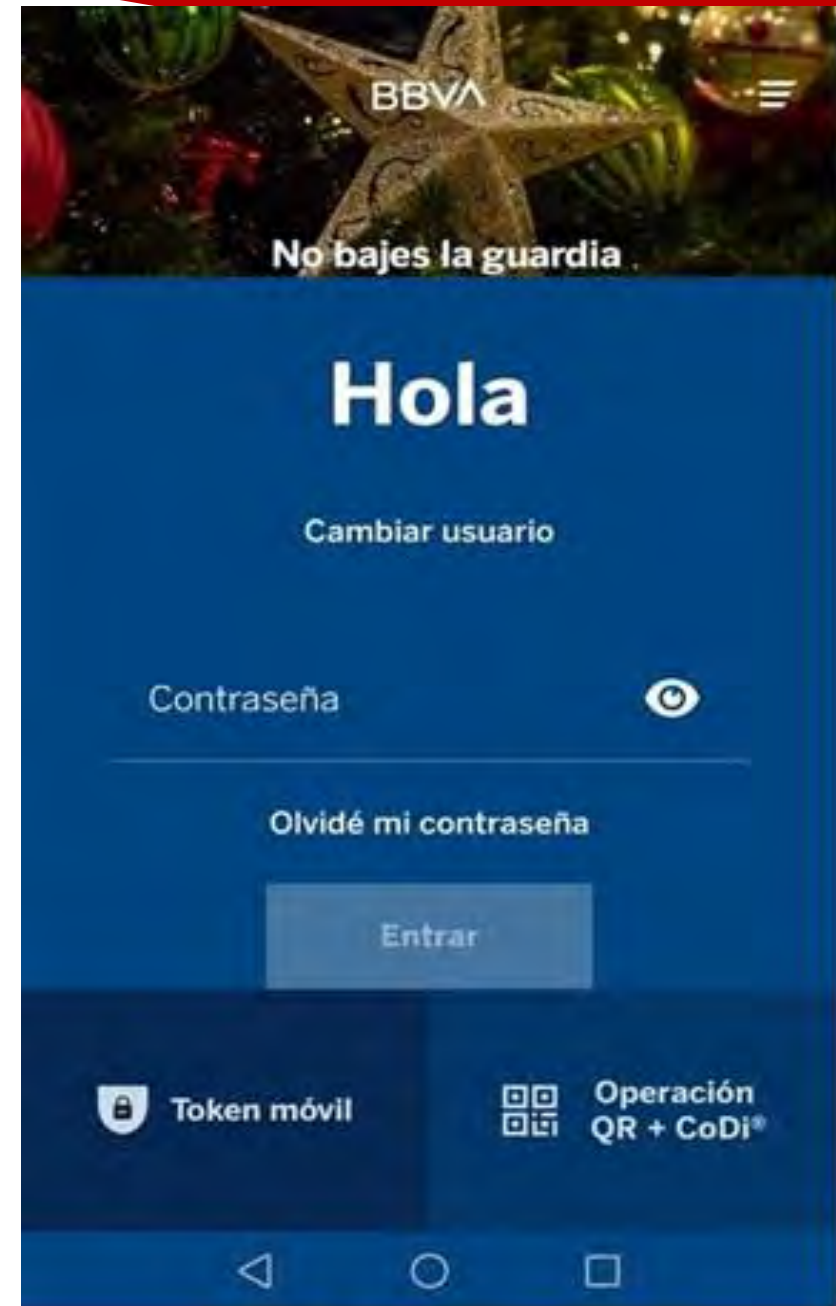 BBVA
No bajes la guardia
Hola
Cambiar usuario
Contraseña
Olvidé mi contraseña
Entrar
Token móvil
Operación
QR + CoDi®